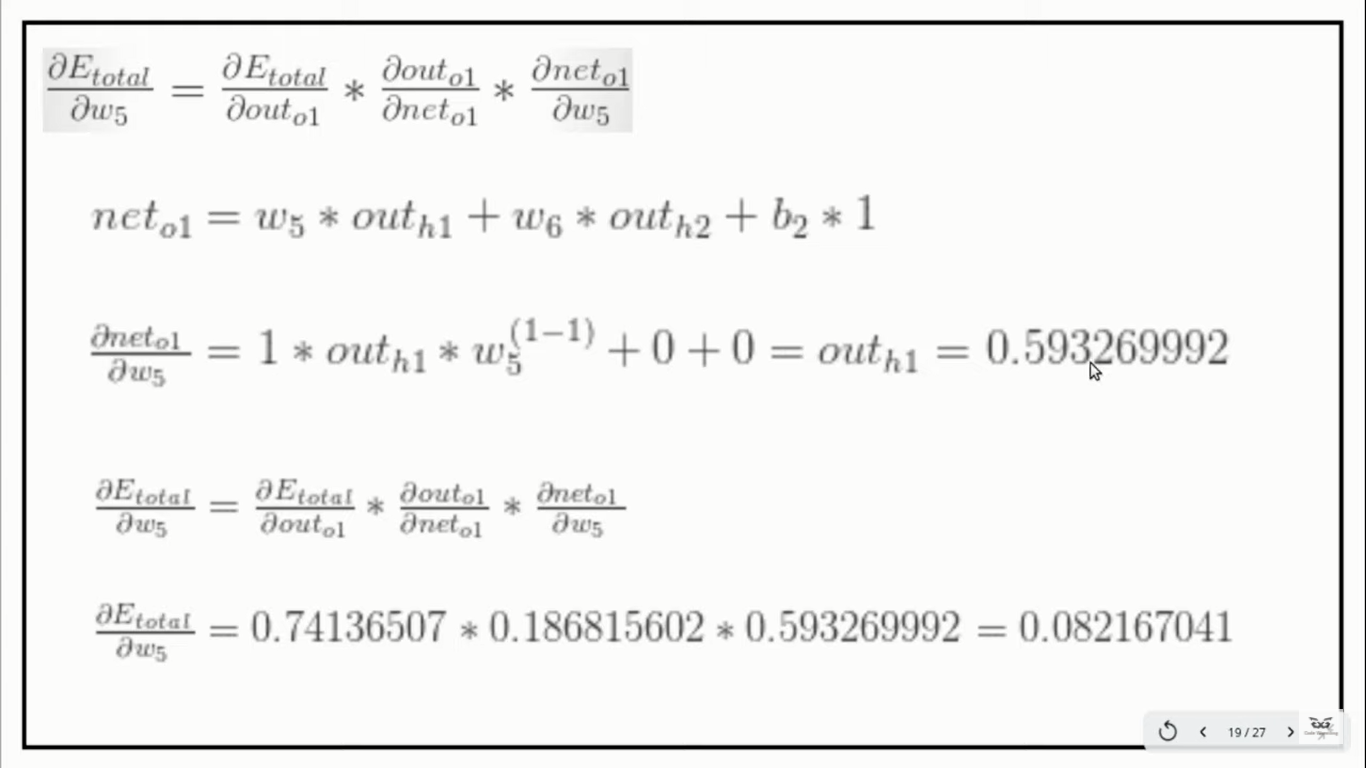 ∂E_total/∂w_5 = ∂E_total/∂out_o1 * ∂out_o1/∂net_o1 * ∂net_o1/∂w_5
net_o1 = w_5 * out_h1 + w_6 * out_h2 + b_2 * 1
∂net_o1/∂w_5 = 1 * out_h1 * w_5^(1−1) + 0 + 0 = out_h1 = 0.593269992
∂E_total/∂w_5 = ∂E_total/∂out_o1 * ∂out_o1/∂net_o1 * ∂net_o1/∂w_5
∂E_total/∂w_5 = 0.74136507 * 0.186815602 * 0.593269992 = 0.082167041
19 / 27